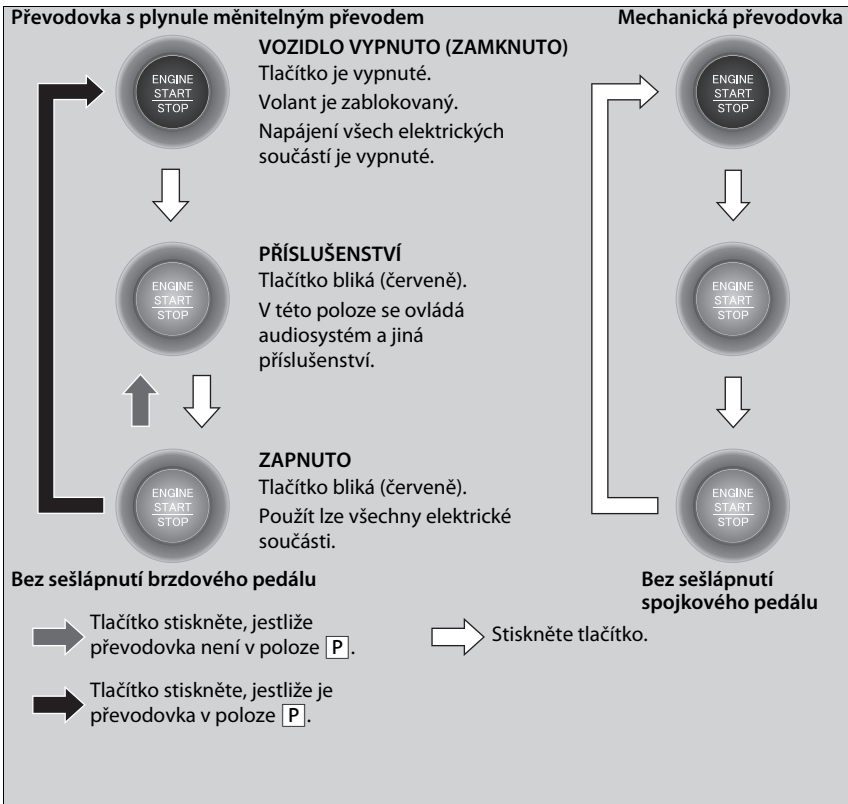 Převodovka s plynule měnitelným převodem
Mechanická převodovka
ENGINE
START
STOP
VOZIDLO VYPNUTO (ZAMKNUTO)
Tlačítko je vypnuté.
Volant je zablokovaný.
Napájení všech elektrických
součástí je vypnuté.
ENGINE
START
STOP
ENGINE
START
STOP
PŘÍSLUŠENSTVÍ
Tlačítko bliká (červeně).
V této poloze se ovládá
audiosystém a jiná
příslušenství.
ENGINE
START
STOP
ENGINE
START
STOP
ZAPNUTO
Tlačítko bliká (červeně).
Použít lze všechny elektrické
součásti.
ENGINE
START
STOP
Bez sešlápnutí brzdového pedálu
Bez sešlápnutí
spojkového pedálu
Tlačítko stiskněte, jestliže
převodovka není v poloze P.
Stiskněte tlačítko.
Tlačítko stiskněte, jestliže je
převodovka v poloze P.